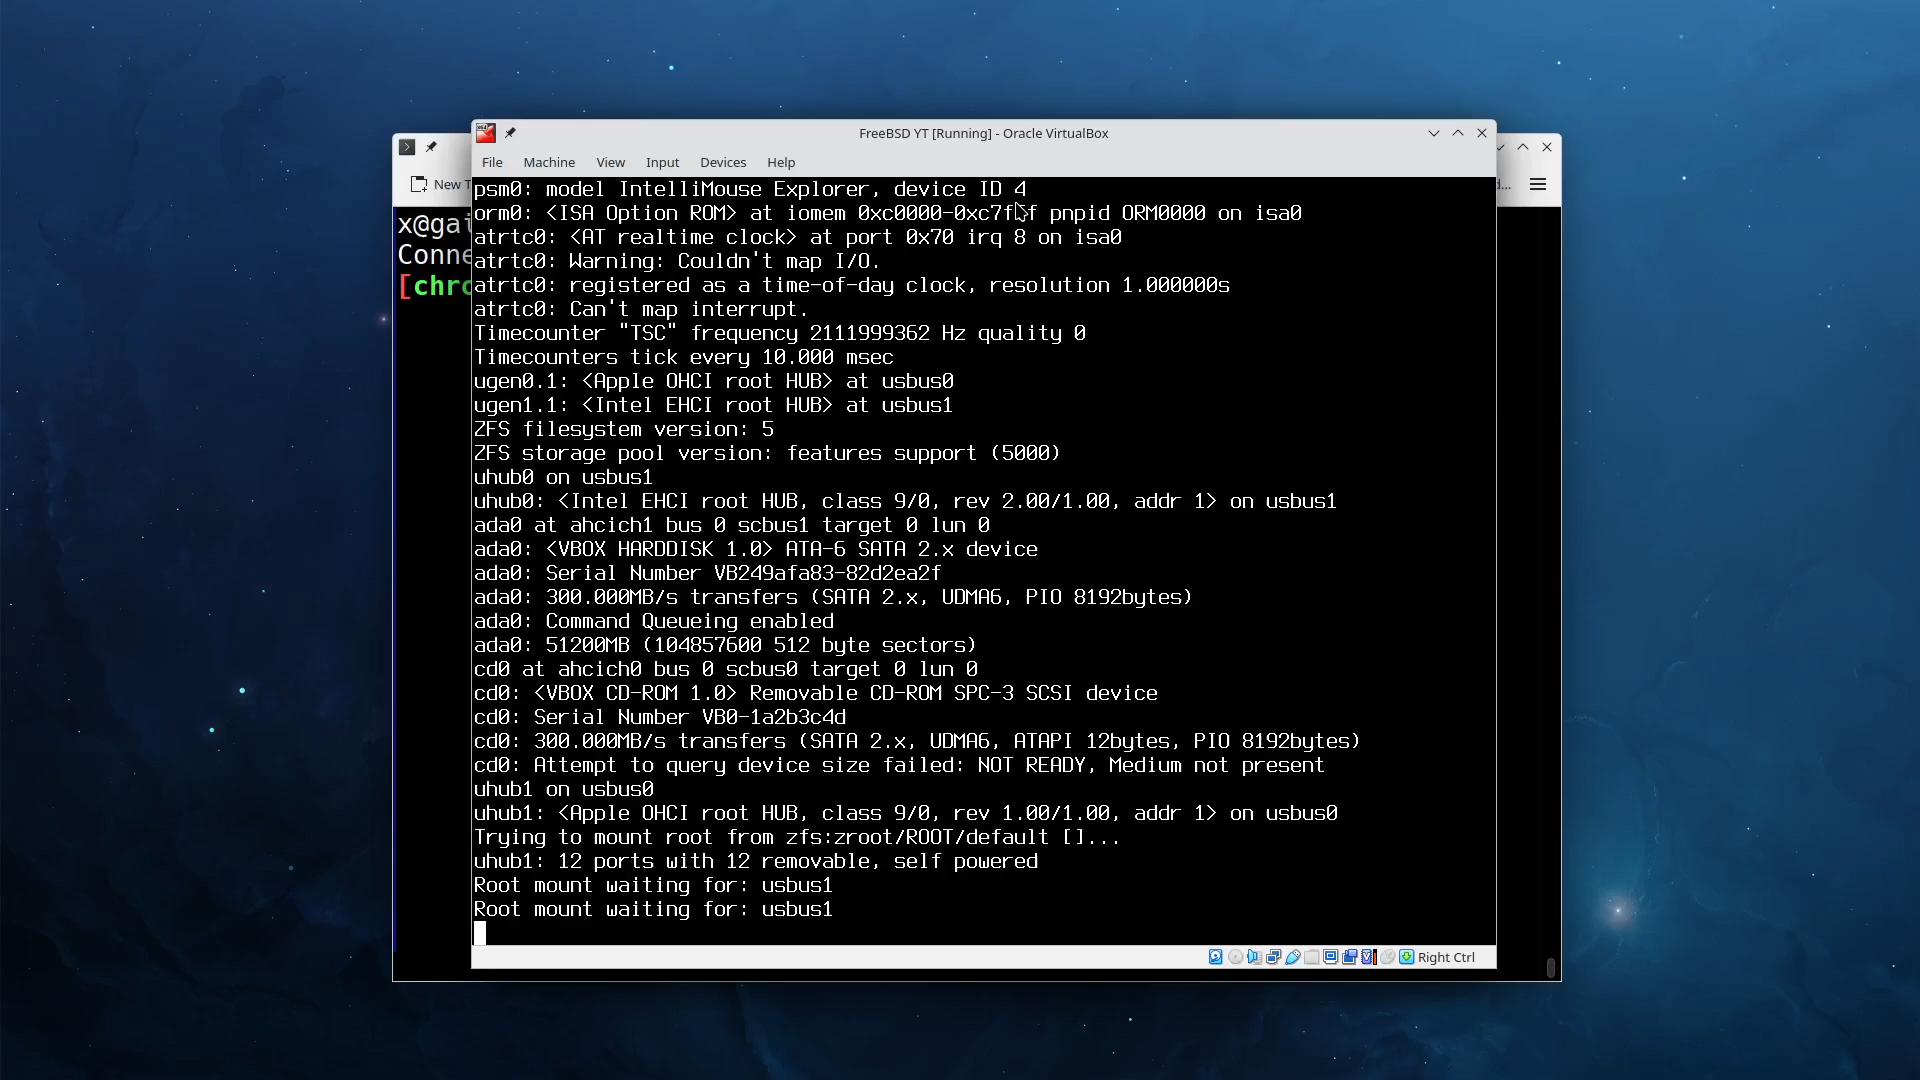 FreeBSD YT [Running] - Oracle VirtualBox
File Machine View Input Devices Help
New T
x@gai
Conne
[chro
psm0: model IntelliMouse Explorer, device ID 4
orm0: <ISA Option ROM> at iomem 0xc0000-0xc7fff pnpid ORM0000 on isa0
atrtc0: <AT realtime clock> at port 0x70 irq 8 on isa0
atrtc0: Warning: Couldn't map I/O.
atrtc0: registered as a time-of-day clock, resolution 1.000000s
atrtc0: Can't map interrupt.
Timecounter "TSC" frequency 2111999362 Hz quality 0
Timecounters tick every 10.000 msec
ugen0.1: <Apple OHCI root HUB> at usbus0
ugen1.1: <Intel EHCI root HUB> at usbus1
ZFS filesystem version: 5
ZFS storage pool version: features support (5000)
uhub0 on usbus1
uhub0: <Intel EHCI root HUB, class 9/0, rev 2.00/1.00, addr 1> on usbus1
ada0 at ahcich1 bus 0 scbus1 target 0 lun 0
ada0: <VBOX HARDDISK 1.0> ATA-6 SATA 2.x device
ada0: Serial Number VB249afa83-82d2ea2f
ada0: 300.000MB/s transfers (SATA 2.x, UDMA6, PIO 8192bytes)
ada0: Command Queueing enabled
ada0: 51200MB (104857600 512 byte sectors)
cd0 at ahcich0 bus 0 scbus0 target 0 lun 0
cd0: <VBOX CD-ROM 1.0> Removable CD-ROM SPC-3 SCSI device
cd0: Serial Number VB0-1a2b3c4d
cd0: 300.000MB/s transfers (SATA 2.x, UDMA6, ATAPI 12bytes, PIO 8192bytes)
cd0: Attempt to query device size failed: NOT READY, Medium not present
uhub1 on usbus0
uhub1: <Apple OHCI root HUB, class 9/0, rev 1.00/1.00, addr 1> on usbus0
Trying to mount root from zfs:zroot/ROOT/default []...
uhub1: 12 ports with 12 removable, self powered
Root mount waiting for: usbus1
Root mount waiting for: usbus1
Right Ctrl